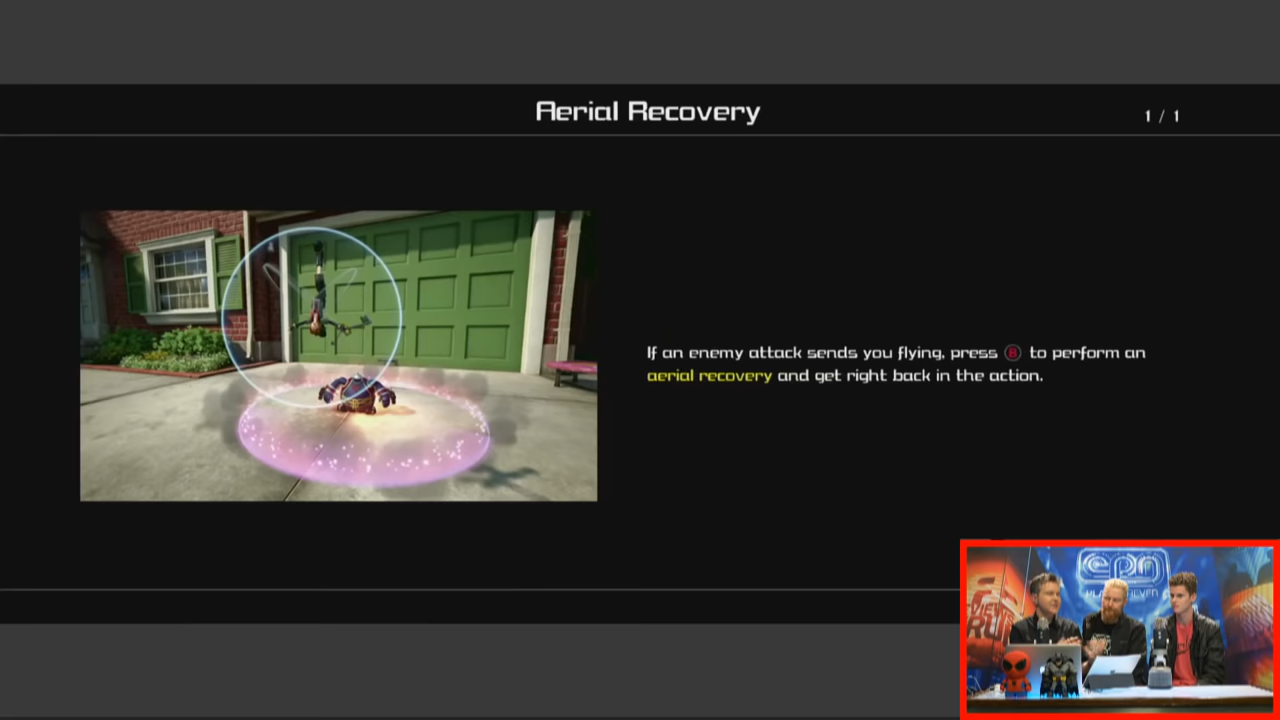 Aerial Recovery
1 / 1
If an enemy attack sends you flying, press B to perform an
aerial recovery and get right back in the action.
epn